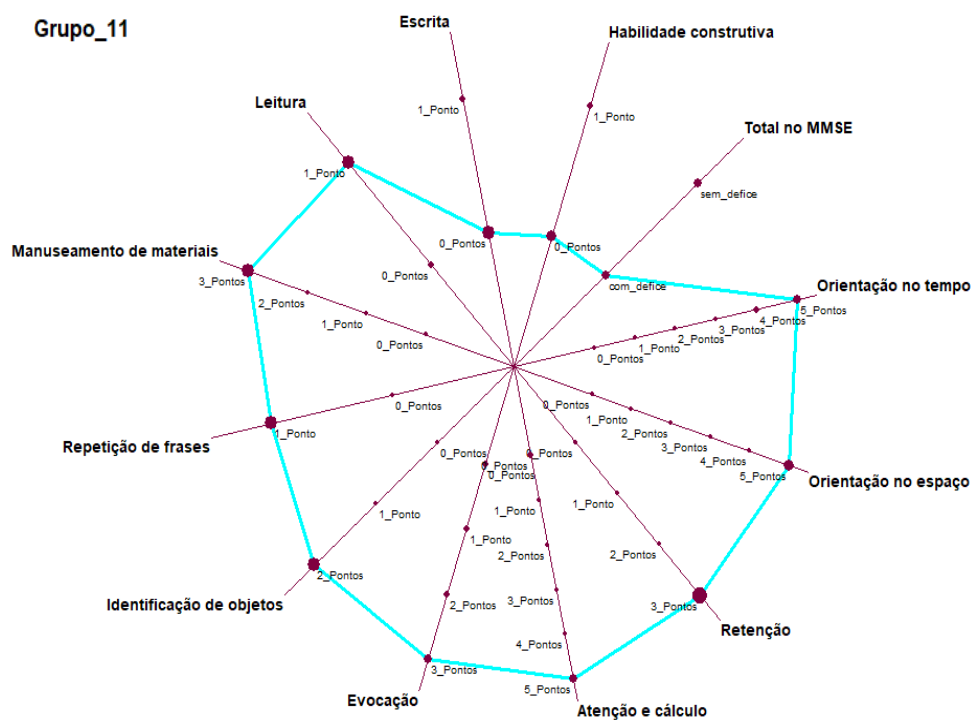 Grupo_11
Escrita
1_Ponto
0_Pontos
Habilidade construtiva
1_Ponto
0_Pontos
Total no MMSE
sem_defice
com_defice
Orientação no tempo
5_Pontos
4_Pontos
3_Pontos
2_Pontos
1_Ponto
0_Pontos
Orientação no espaço
0_Pontos
1_Ponto
2_Pontos
3_Pontos
4_Pontos
5_Pontos
Retenção
0_Pontos
1_Ponto
2_Pontos
3_Pontos
Atenção e cálculo
0_Pontos
1_Ponto
2_Pontos
3_Pontos
4_Pontos
5_Pontos
Evocação
0_Pontos
1_Ponto
2_Pontos
3_Pontos
Identificação de objetos
0_Pontos
1_Ponto
2_Pontos
Repetição de frases
0_Pontos
1_Ponto
Manuseamento de materiais
3_Pontos
2_Pontos
1_Ponto
0_Pontos
Leitura
1_Ponto
0_Pontos